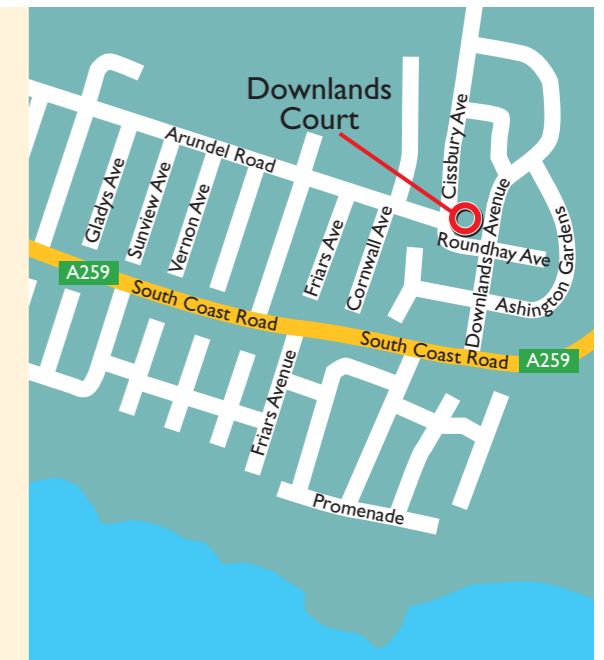 Downlands
Court
Cissbury Ave
Arundel Road
Gladys Ave
Sunview Ave
Vernon Ave
Friars Ave
Cornwall Ave
Downlands Avenue
Roundhay Ave
Ashington Gardens
A259
South Coast Road
South Coast Road
A259
Friars Avenue
Promenade